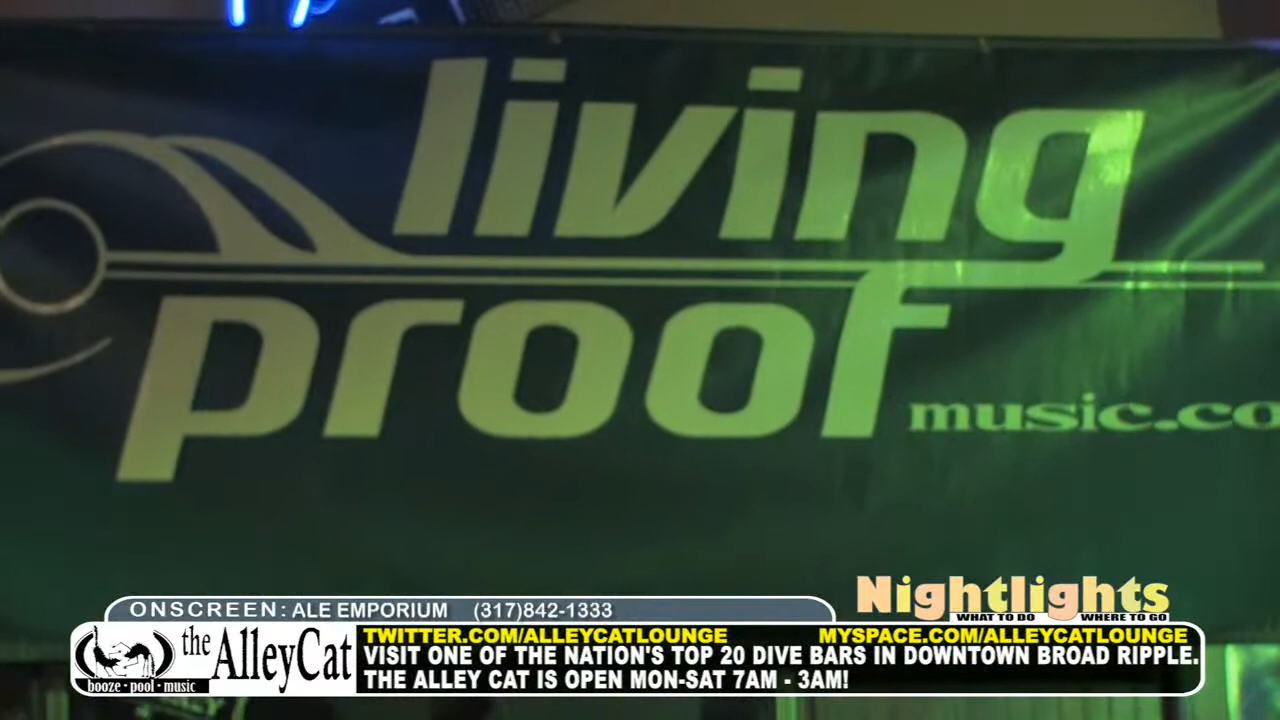 living
proof
music.co
ONSCREEN: ALE EMPORIUM (317)842-1333
Nightlights
WHAT TO DO WHERE TO GO
the AlleyCat
booze • pool • music
TWITTER.COM/ALLEYCATLOUNGE MYSPACE.COM/ALLEYCATLOUNGE
VISIT ONE OF THE NATION'S TOP 20 DIVE BARS IN DOWNTOWN BROAD RIPPLE.
THE ALLEY CAT IS OPEN MON-SAT 7AM - 3AM!